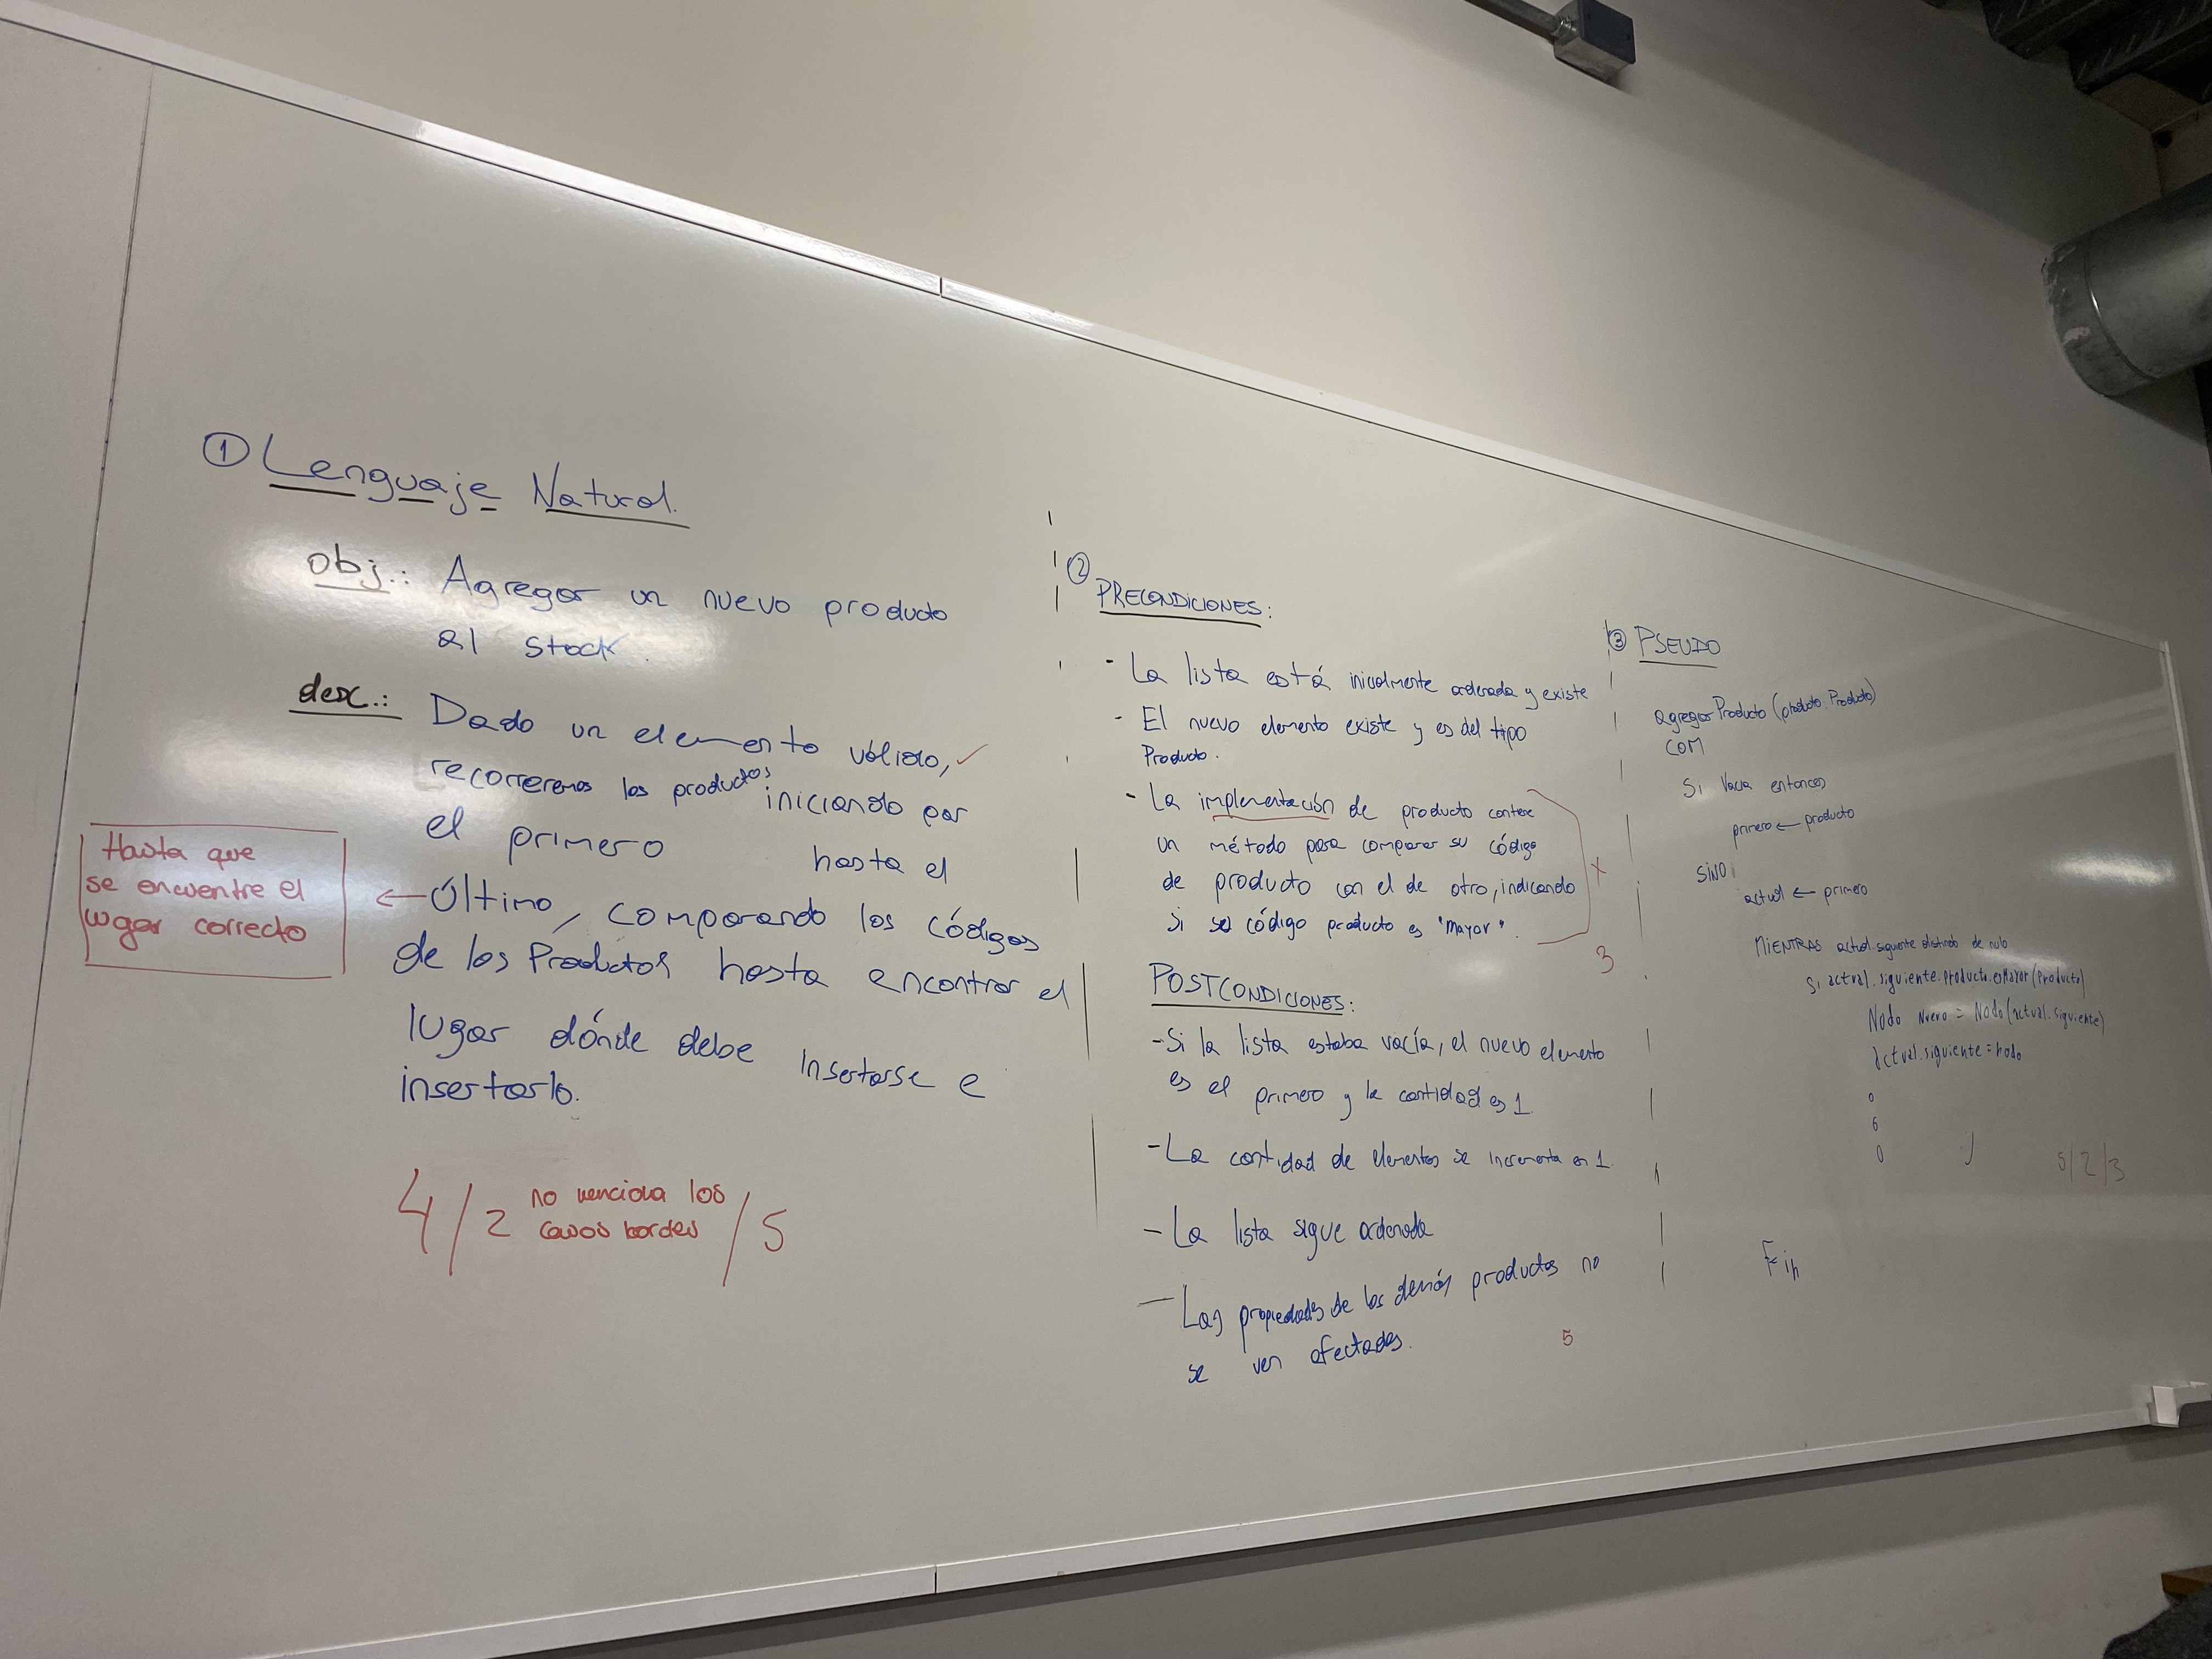 ① Lenguaje Natural.
obj.: Agregar un nuevo producto
al stock.
desc.: Dado un elemento válido, ✓
recorreremos los productos iniciando por
el primero hasta el
Último, comparando los códigos
de los Productos hasta encontrar el
lugar dónde debe insertarse e
insertarlo.
Hasta que
se encuentre el
lugar correcto
←
4 / 2 no menciona los
casos bordes / 5
②
PRECONDICIONES:
- La lista está inicialmente ordenada y existe
- El nuevo elemento existe y es del tipo
Producto.
- La implementación de producto contiene
un método para comparar su código
de producto con el de otro, indicando
si su código producto es "mayor".
x
3
POSTCONDICIONES:
- Si la lista estaba vacía, el nuevo elemento
es el primero y la cantidad es 1
- La cantidad de elementos se incrementa en 1.
- La lista sigue ordenada
- Las propiedades de los demás productos no
se ven afectadas.
5
③ PSEUDO
agregarProducto (producto: Producto)
COM
Si Vacia entonces
primero ← producto
SINO
actual ← primero
MIENTRAS actual.siguiente distinto de nulo
Si actual.siguiente.Producto.esMayor(Producto)
Nodo Nuevo = Nodo(actual.siguiente)
actual.siguiente = nodo
5/2/3
Fin